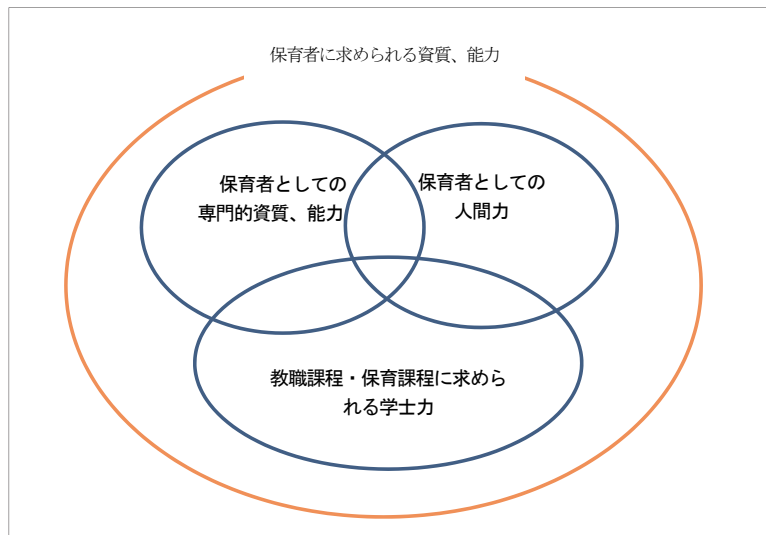 保育者に求められる資質、能力
保育者としての
専門的資質、能力
保育者としての
人間力
教職課程・保育課程に求めら
れる学士力